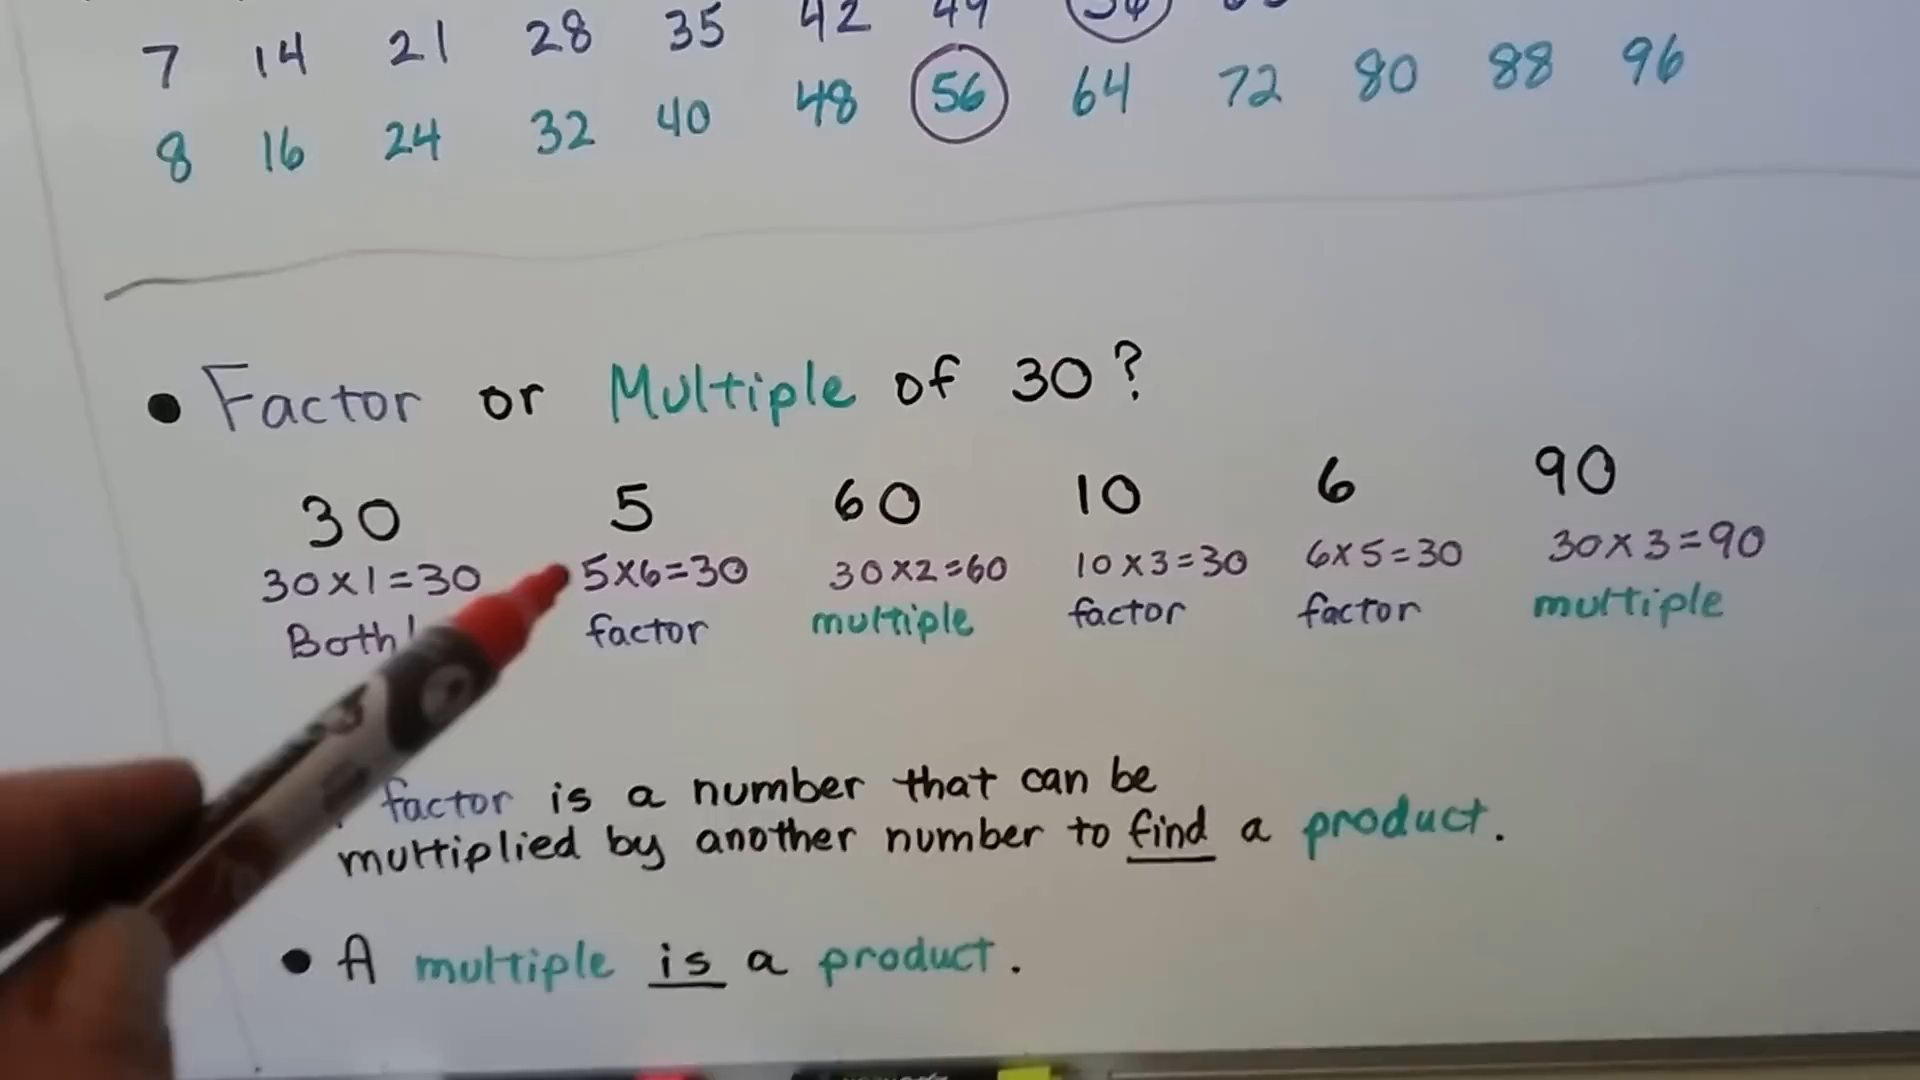 7 14 21 28 35 42 49 56
8 16 24 32 40 48 56 64 72 80 88 96
• Factor or Multiple of 30?
30 5 60 10 6 90
30x1=30 5x6=30 30x2=60 10x3=30 6x5=30 30x3=90
Both! factor multiple factor factor multiple
factor is a number that can be
multiplied by another number to find a product.
• A multiple is a product.